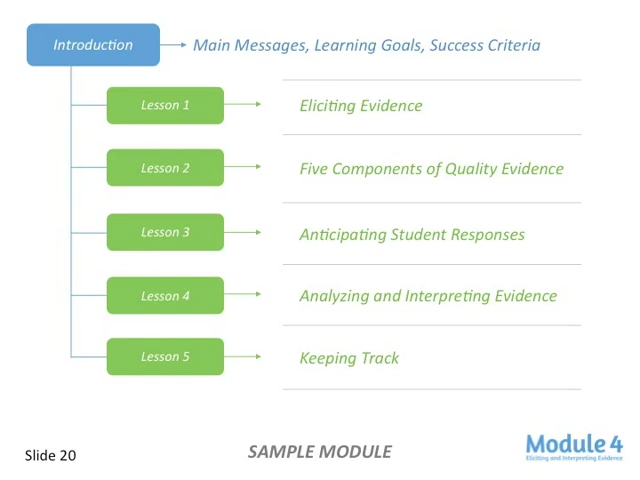 Introduction
Main Messages, Learning Goals, Success Criteria
Lesson 1
Eliciting Evidence
Lesson 2
Five Components of Quality Evidence
Lesson 3
Anticipating Student Responses
Lesson 4
Analyzing and Interpreting Evidence
Lesson 5
Keeping Track
Slide 20
SAMPLE MODULE
Module 4
Eliciting and Interpreting Evidence